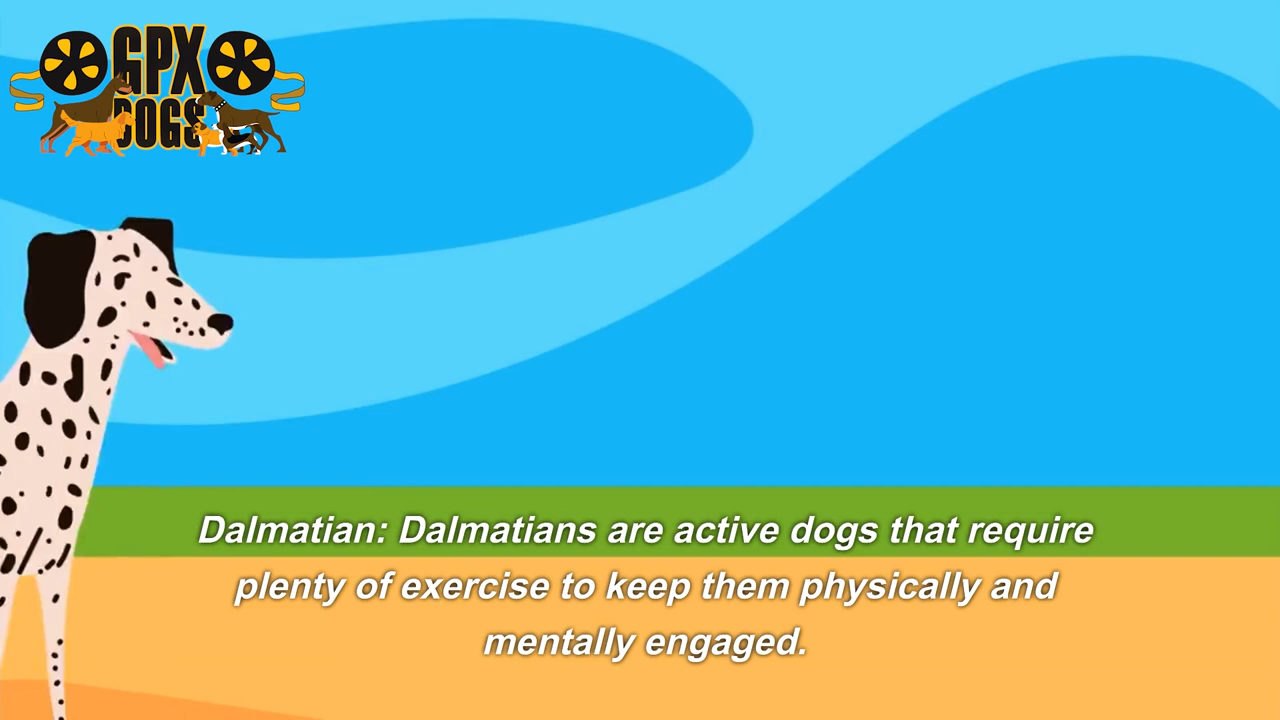 GPX
DOGS
Dalmatian: Dalmatians are active dogs that require
plenty of exercise to keep them physically and
mentally engaged.